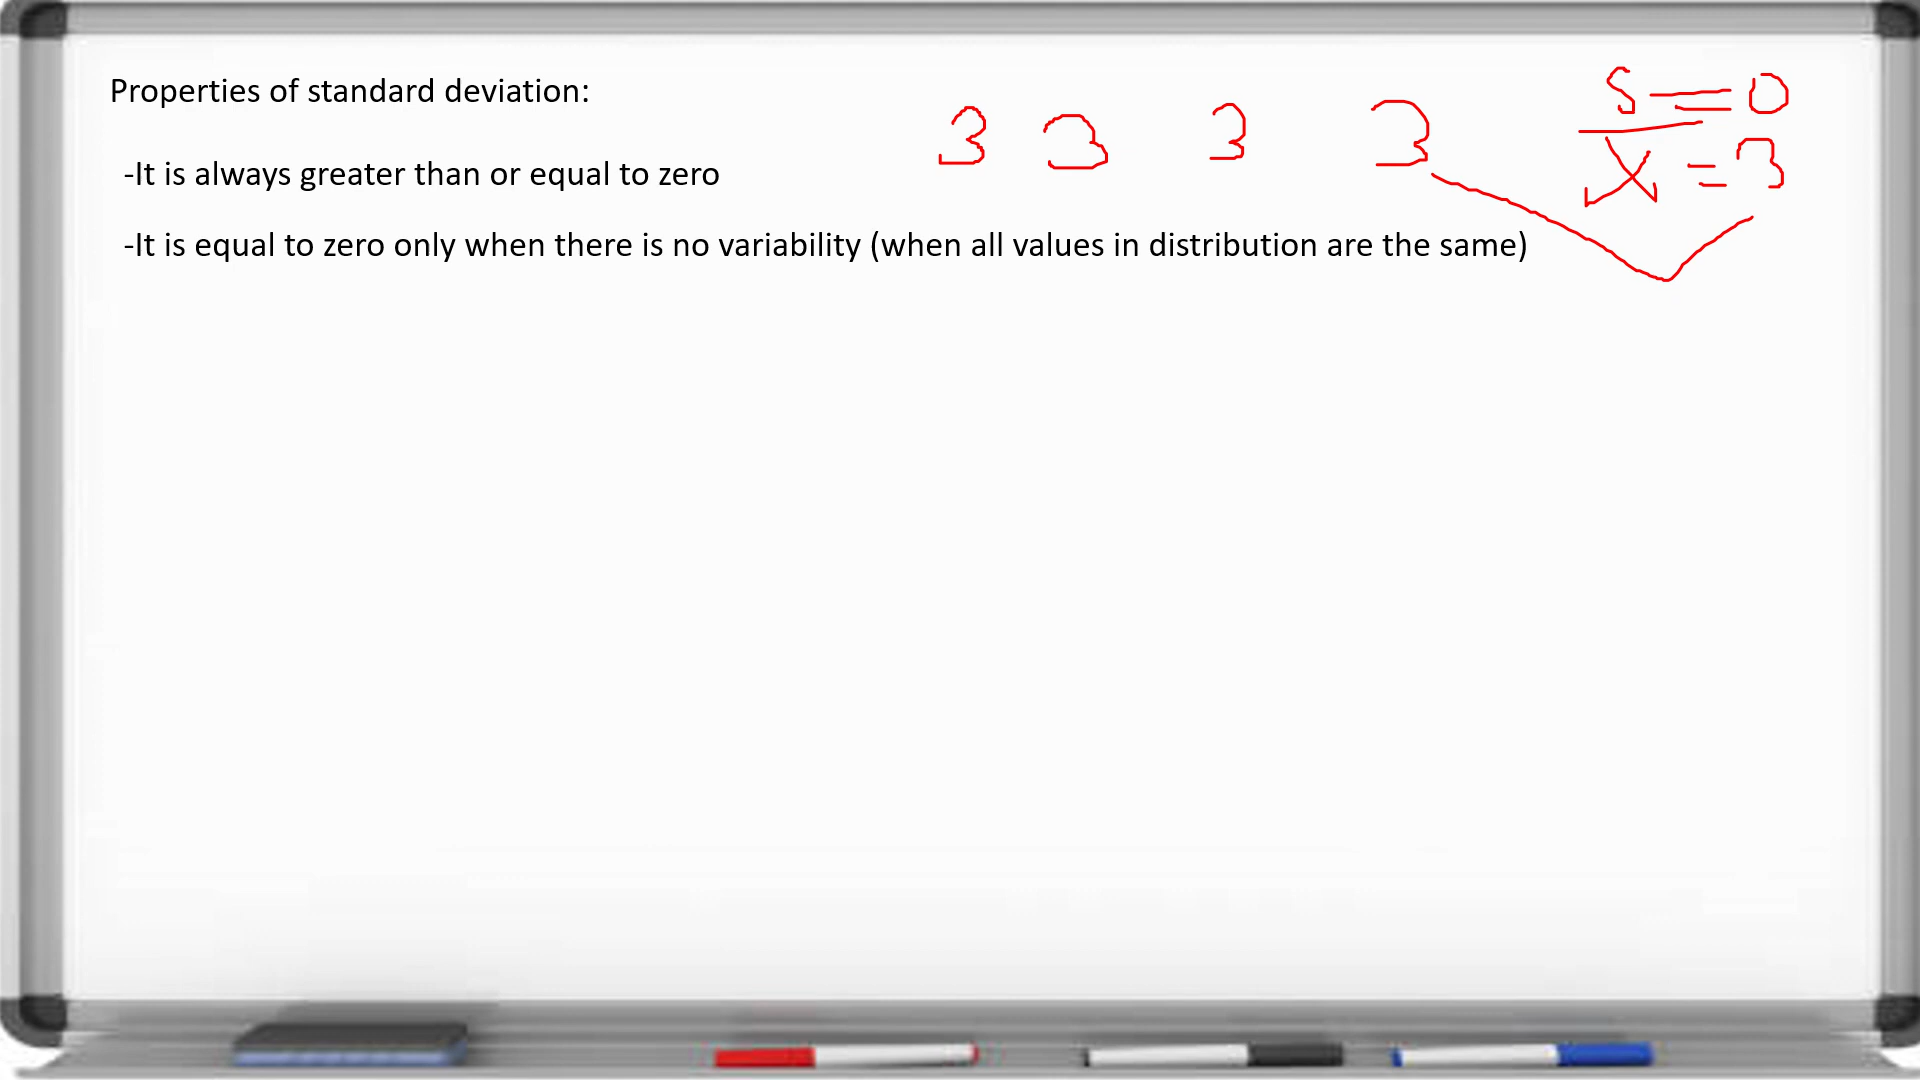 Properties of standard deviation:
3 3 3 3
s = 0
x̅ = 3
-It is always greater than or equal to zero
-It is equal to zero only when there is no variability (when all values in distribution are the same)